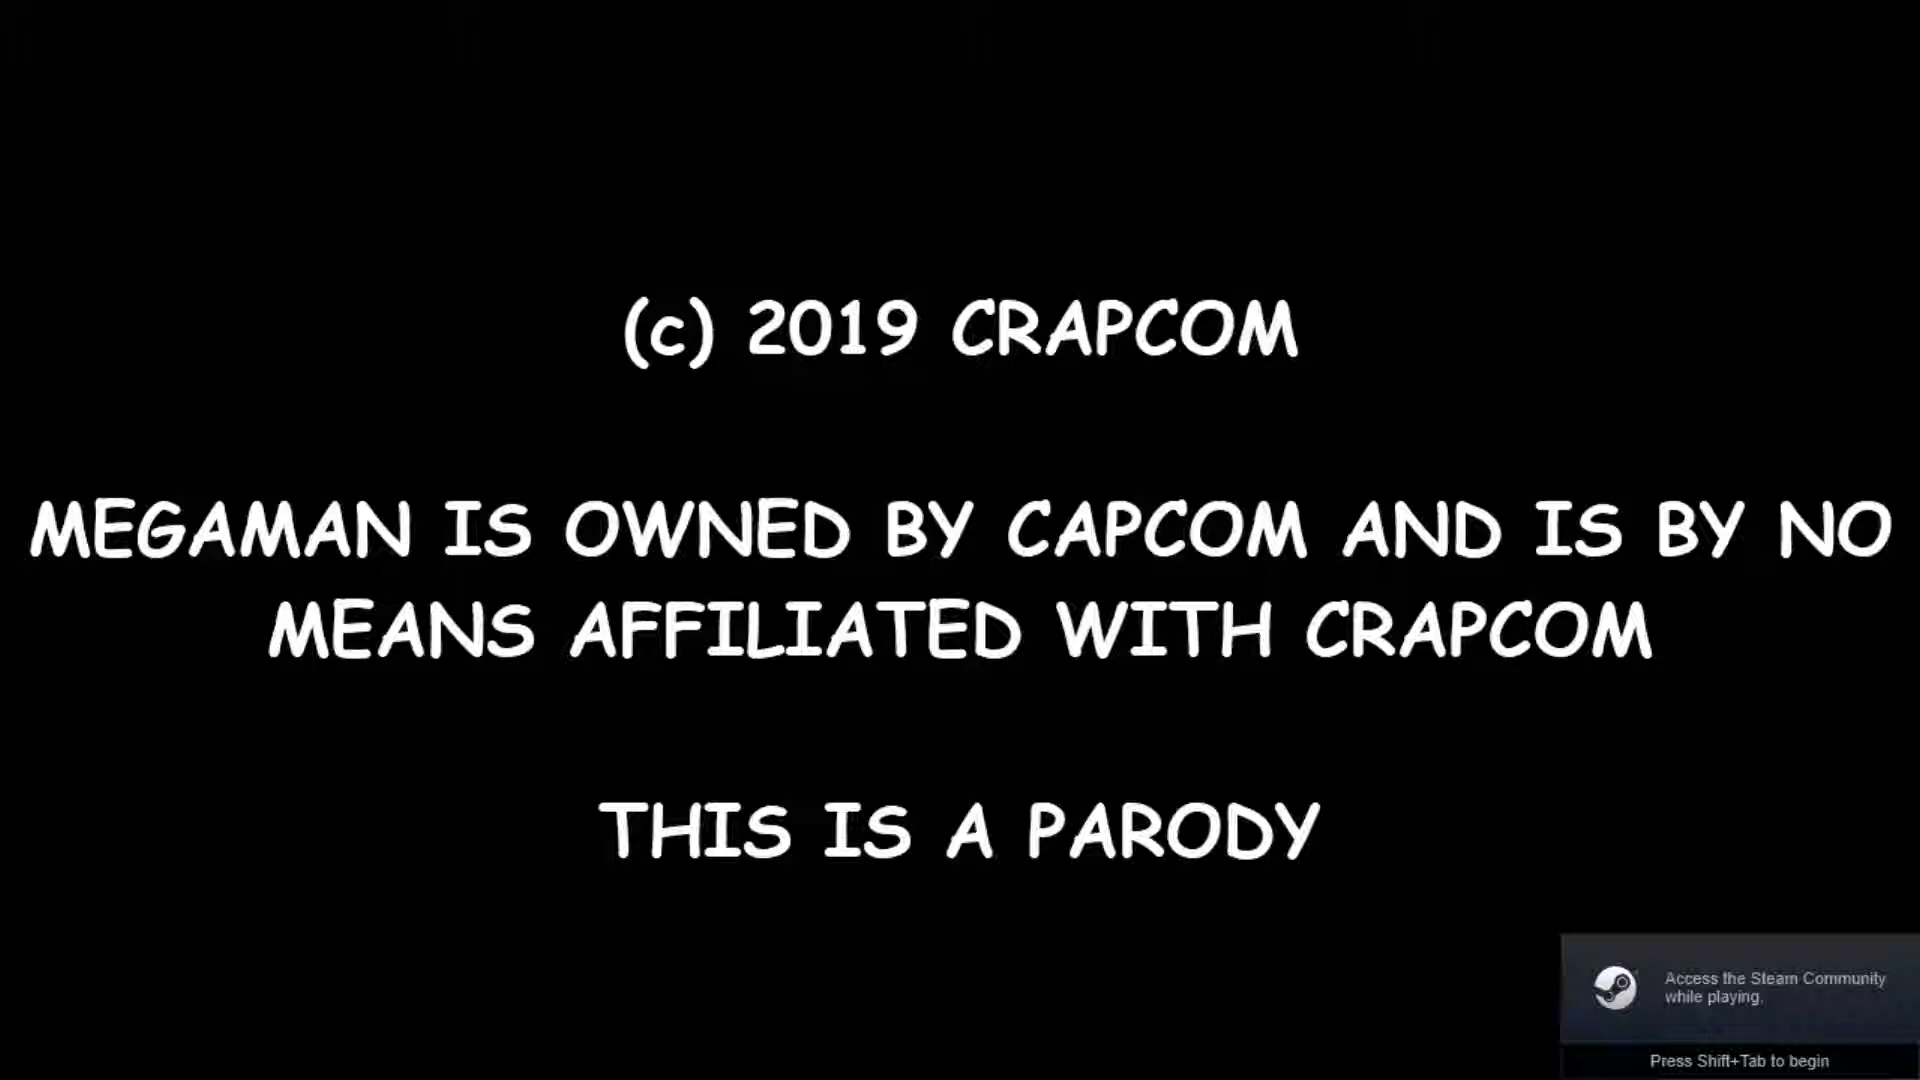 (c) 2019 CRAPCOM
MEGAMAN IS OWNED BY CAPCOM AND IS BY NO
MEANS AFFILIATED WITH CRAPCOM
THIS IS A PARODY
Access the Steam Community
while playing.
Press Shift+Tab to begin